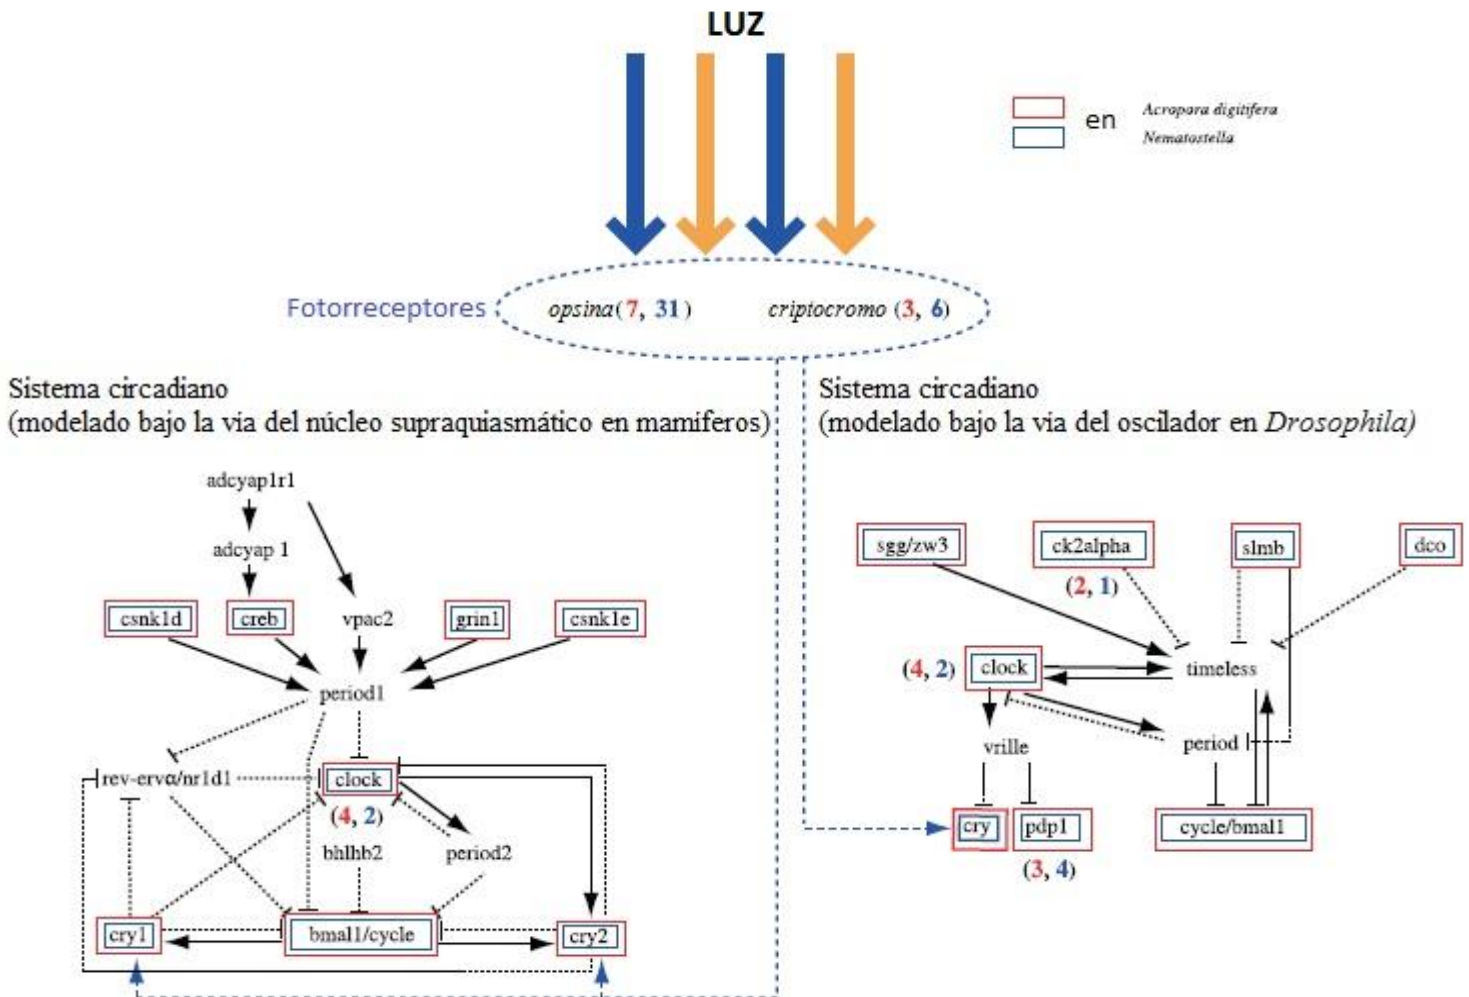 LUZ
en
Acropora digitifera
Nematostella
Fotorreceptores
opsina(7, 31)
criptocromo (3, 6)
Sistema circadiano
(modelado bajo la vía del núcleo supraquiasmático en mamíferos)
Sistema circadiano
(modelado bajo la via del oscilador en Drosophila)
adcyap1r1
adcyap 1
csnk1d
creb
vpac2
grin1
csnk1e
period1
rev-ervα/nr1d1
clock
(4, 2)
bhlhb2
period2
cry1
bmal1/cycle
cry2
sgg/zw3
ck2alpha
slmb
dco
(2, 1)
(4, 2)
clock
timeless
vrille
period
cry
pdp1
cycle/bmal1
(3, 4)